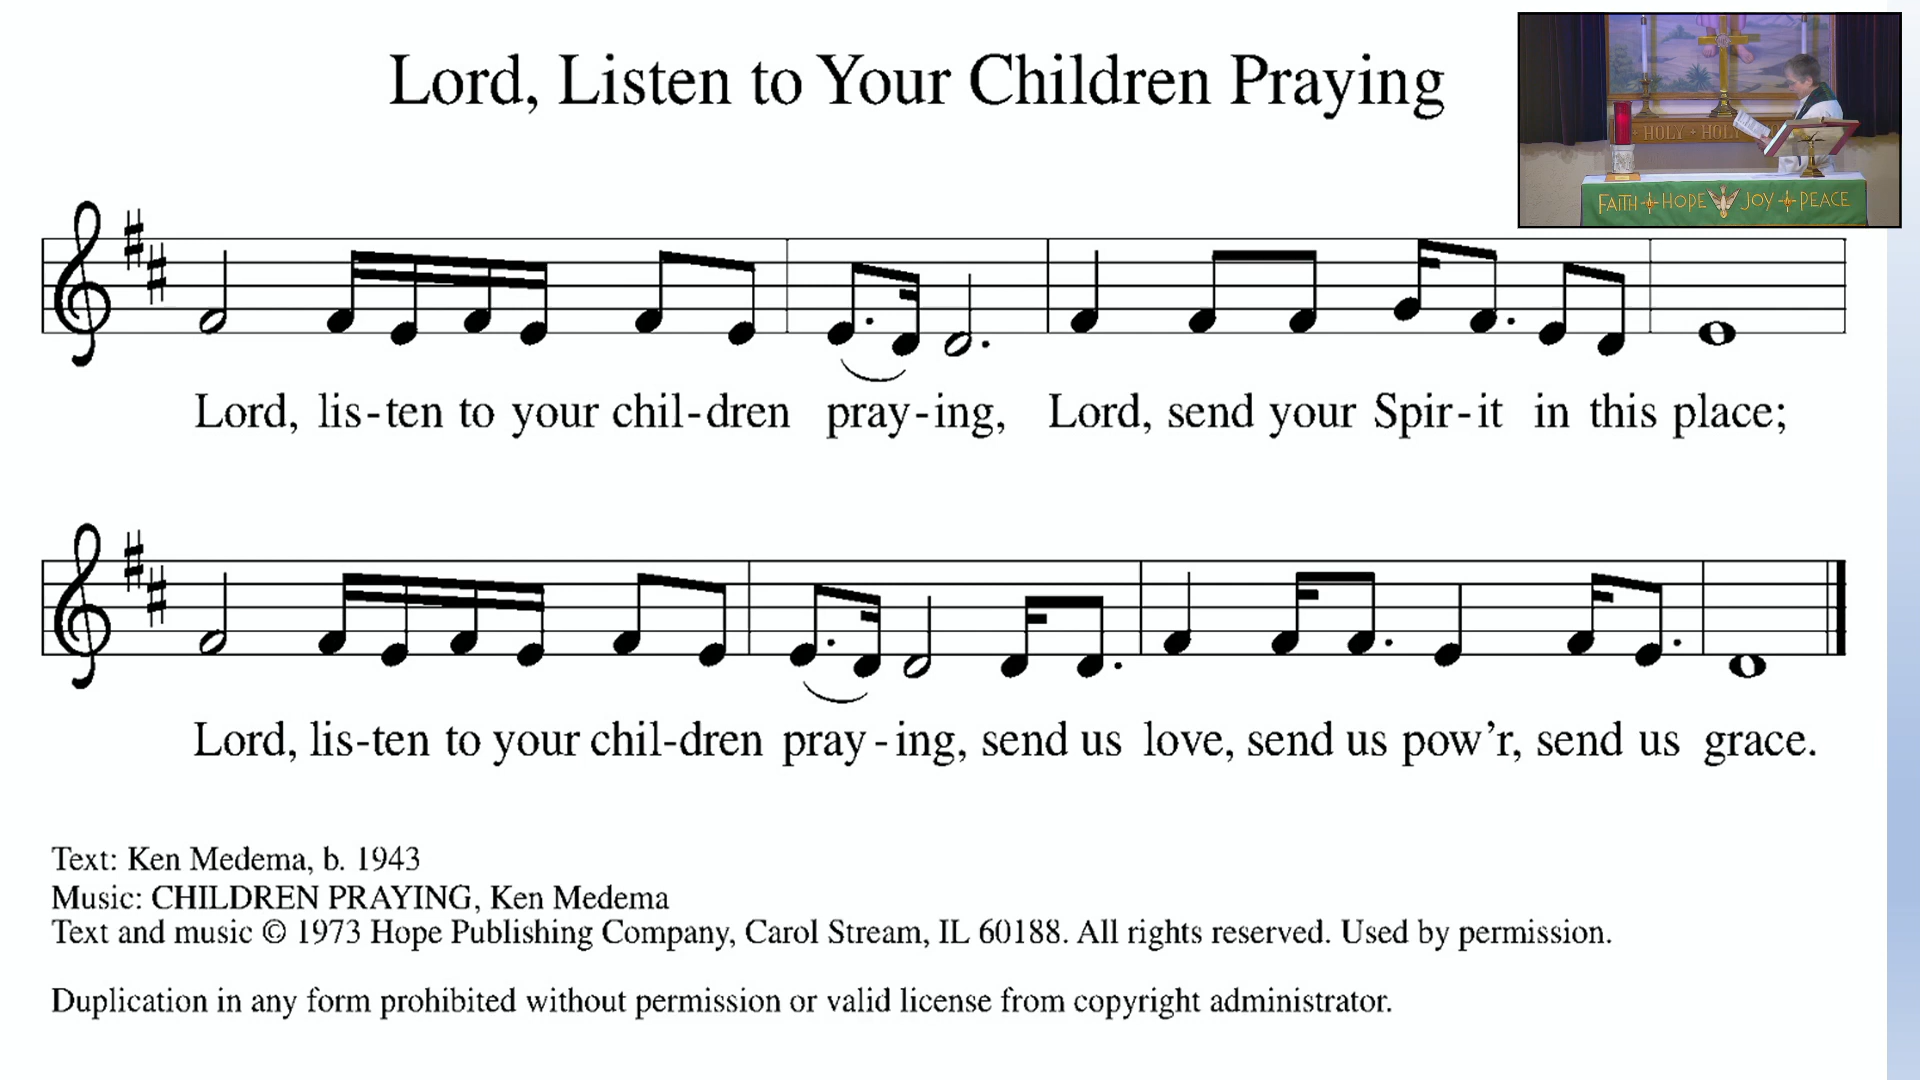 Lord, Listen to Your Children Praying
HOLY HOLY
FAITH HOPE JOY PEACE
Lord, lis-ten to your chil-dren pray-ing, Lord, send your Spir-it in this place;
Lord, lis-ten to your chil-dren pray-ing, send us love, send us pow'r, send us grace.
Text: Ken Medema, b. 1943
Music: CHILDREN PRAYING, Ken Medema
Text and music © 1973 Hope Publishing Company, Carol Stream, IL 60188. All rights reserved. Used by permission.
Duplication in any form prohibited without permission or valid license from copyright administrator.